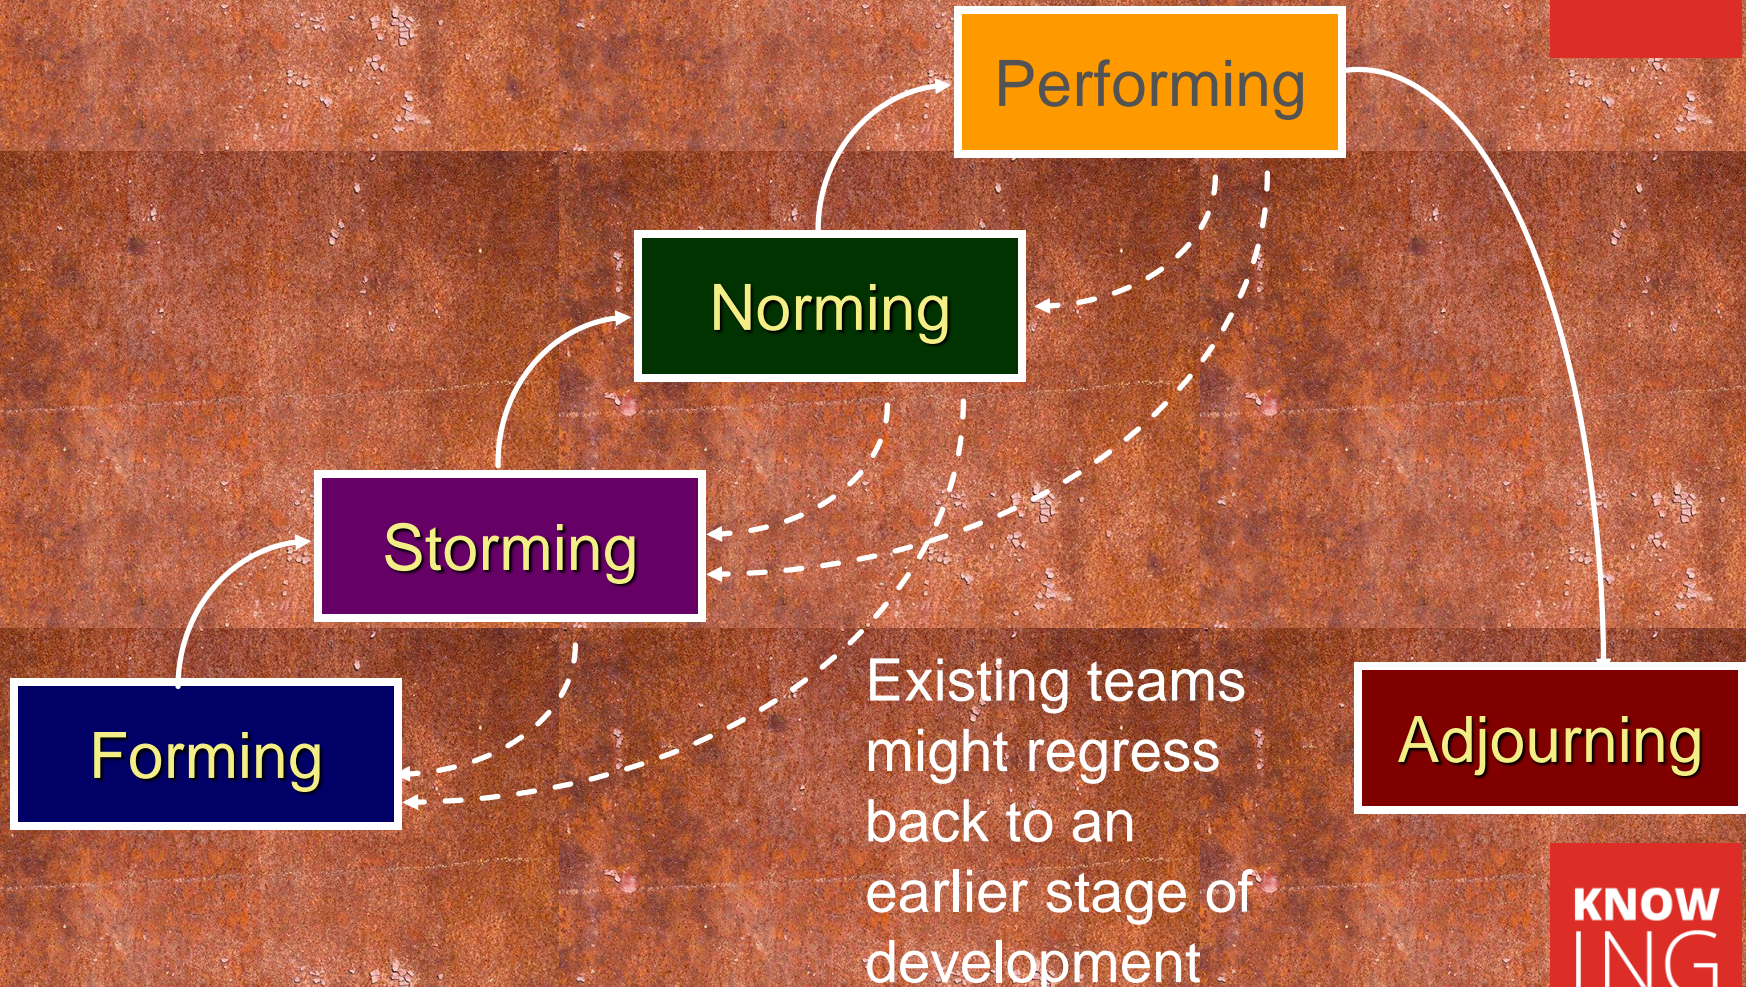 Performing
Norming
Storming
Forming
Existing teams
might regress
back to an
earlier stage of
development
Adjourning
KNOW
ING